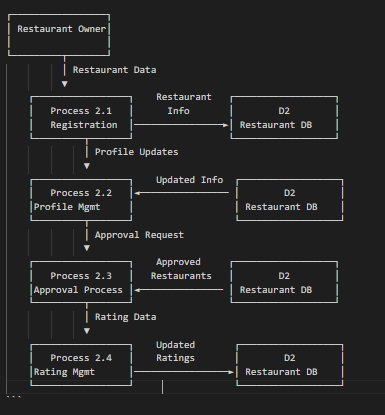 Restaurant Owner
Restaurant Data
Restaurant
Process 2.1 Info D2
Registration Restaurant DB
Profile Updates
Process 2.2 Updated Info D2
Profile Mgmt Restaurant DB
Approval Request
Approved
Process 2.3 Restaurants D2
Approval Process Restaurant DB
Rating Data
Updated
Process 2.4 Ratings D2
Rating Mgmt Restaurant DB
```